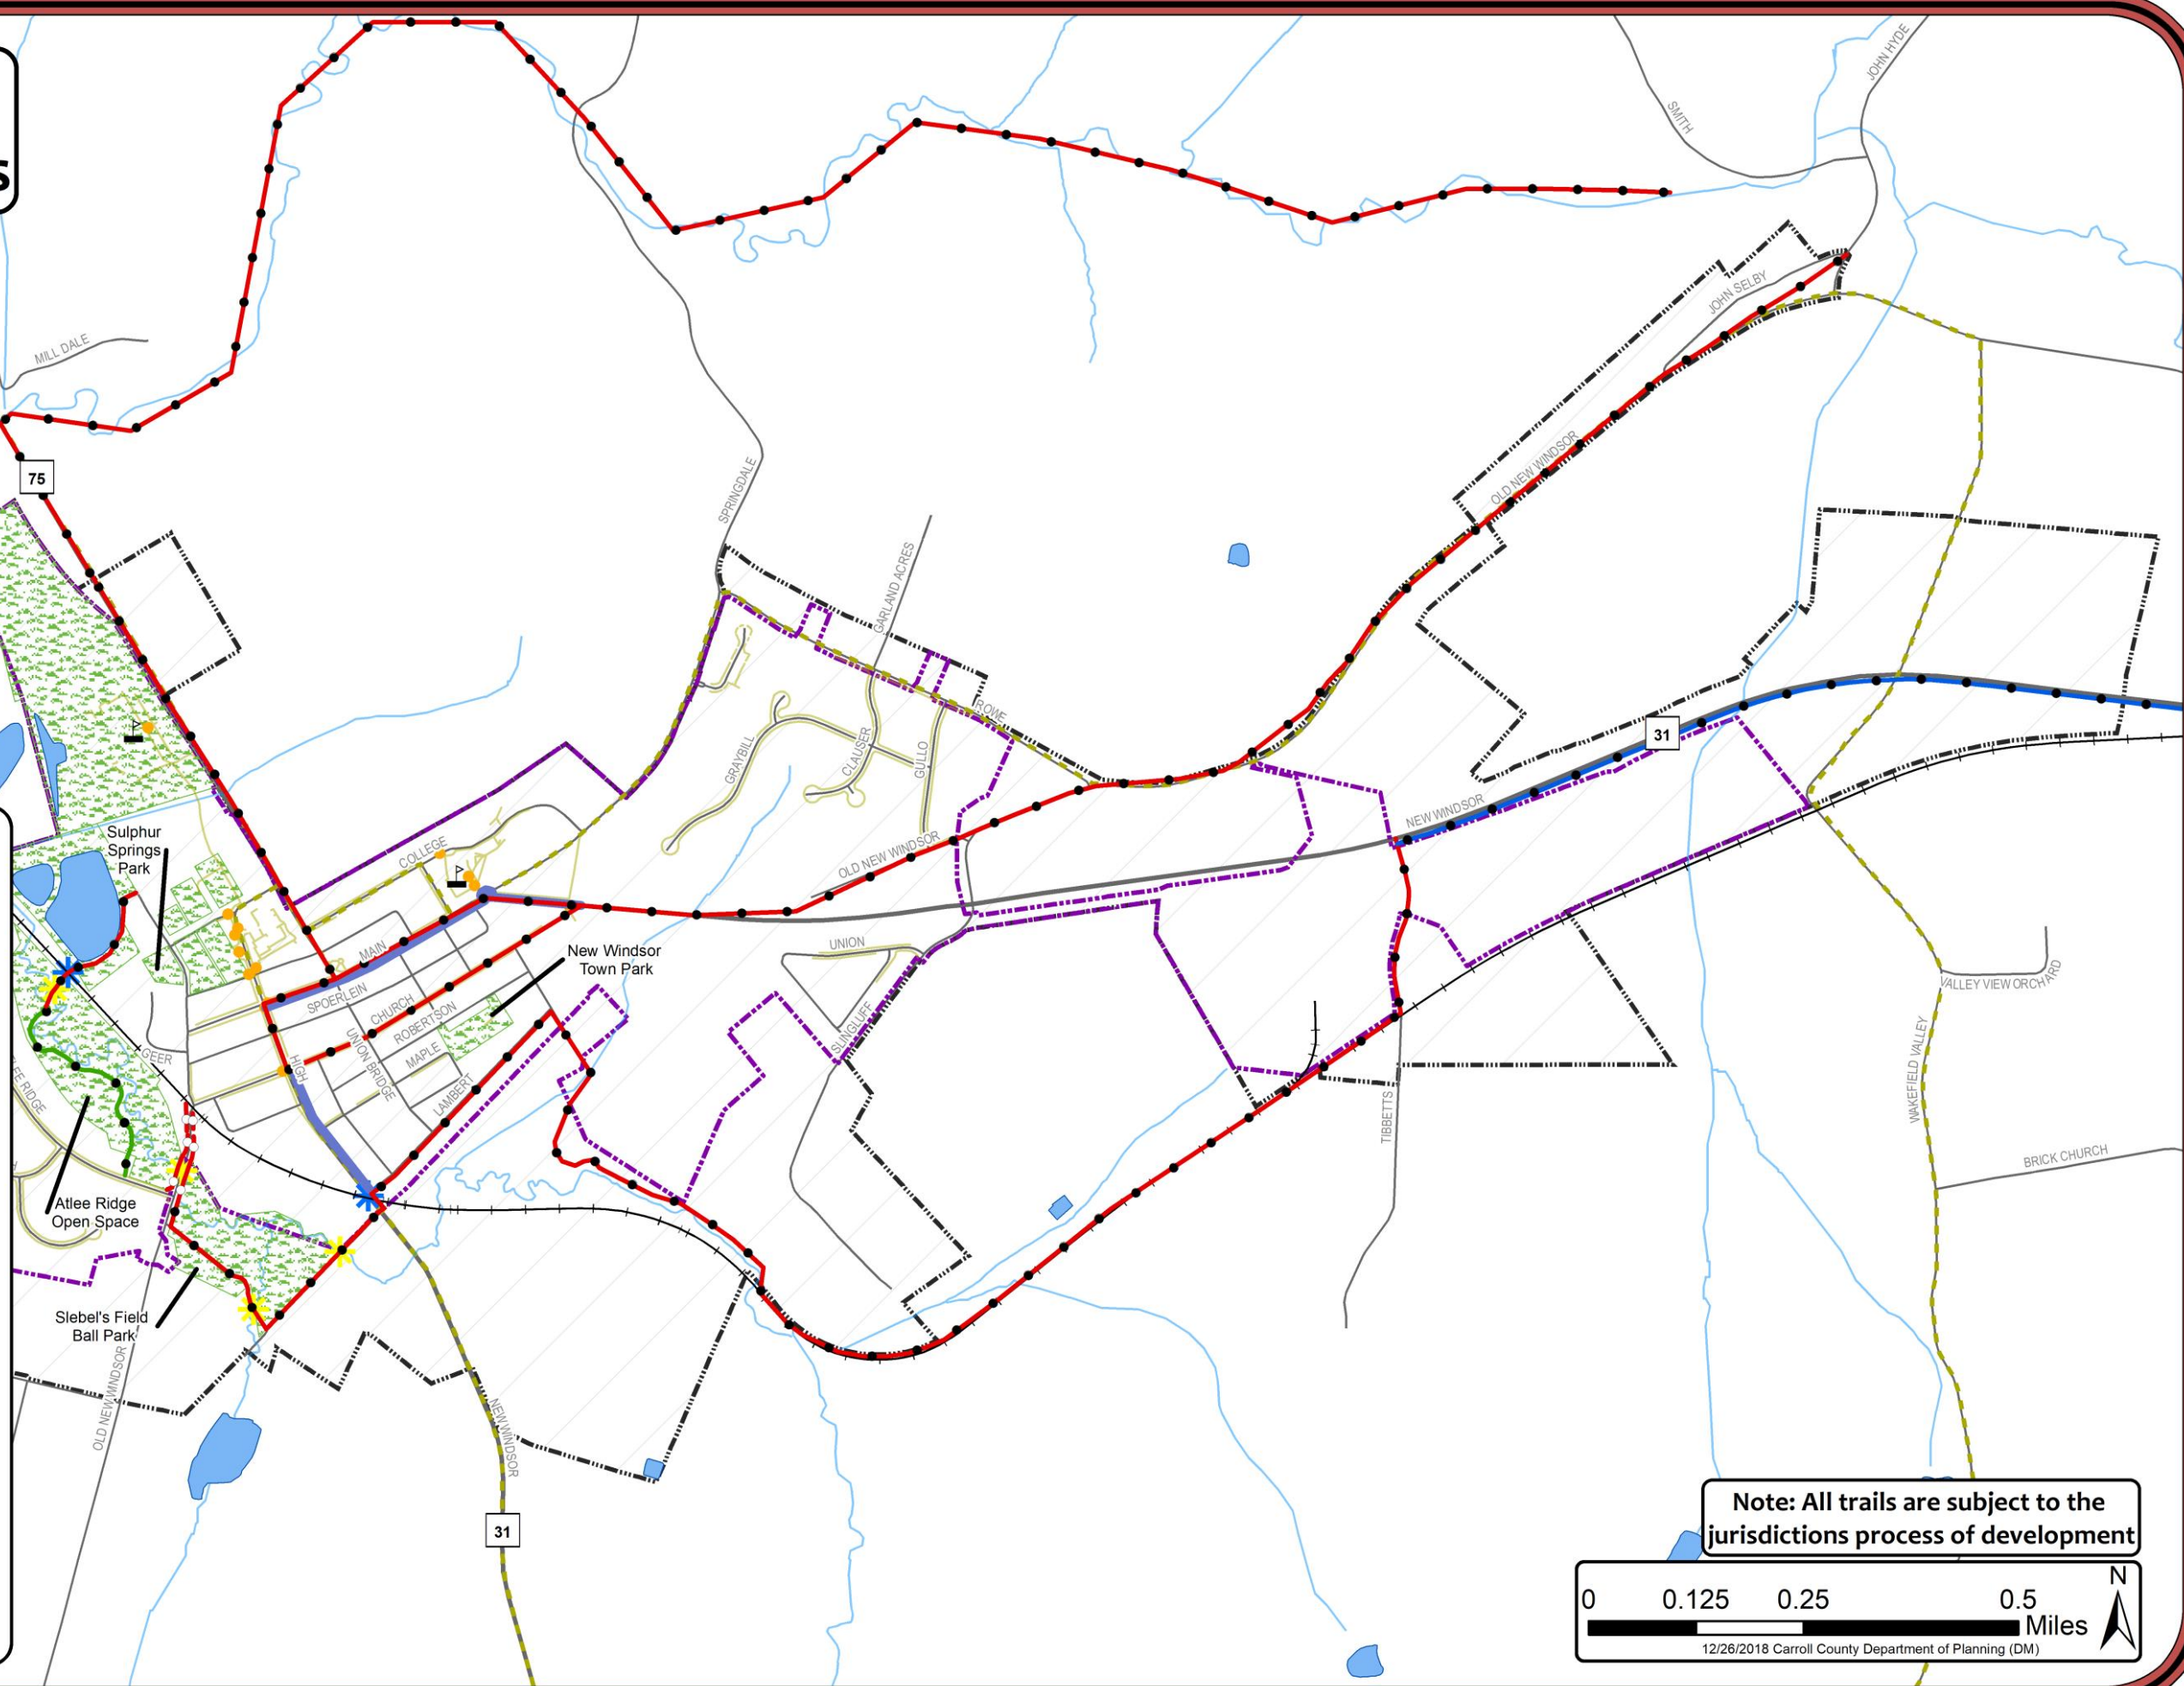 S
JOHN HYDE
SMITH
JOHN SELBY
MILL DALE
75
OLD NEW WINDSOR
SPRINGDALE
GARLAND ACRES
ROWE
31
GRAYBILL
CLAUSER
GULLO
NEW WINDSOR
Sulphur
Springs
Park
COLLEGE
OLD NEW WINDSOR
MAIN
UNION
New Windsor
Town Park
VALLEY VIEW ORCHARD
SPOERLEIN
CHURCH
ROBERTSON
SLINGLUFF
GEER
HIGH
UNION BRIDGE
MAPLE
LAMBERT
WAKEFIELD VALLEY
TIBBETTS
BRICK CHURCH
EE RIDGE
Atlee Ridge
Open Space
Slebel's Field
Ball Park
OLD NEW WINDSOR
NEW WINDSOR
31
Note: All trails are subject to the
jurisdictions process of development
N
0 0.125 0.25 0.5
Miles
12/26/2018 Carroll County Department of Planning (DM)